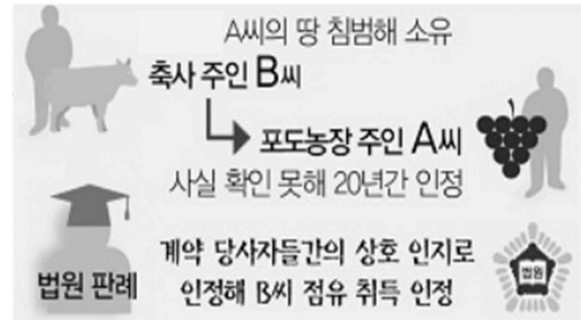 A씨의 땅 침범해 소유
축사 주인 B씨
포도농장 주인 A씨
사실 확인 못해 20년간 인정
법원 판례
계약 당사자들간의 상호 인지로
인정해 B씨 점유 취득 인정
법원